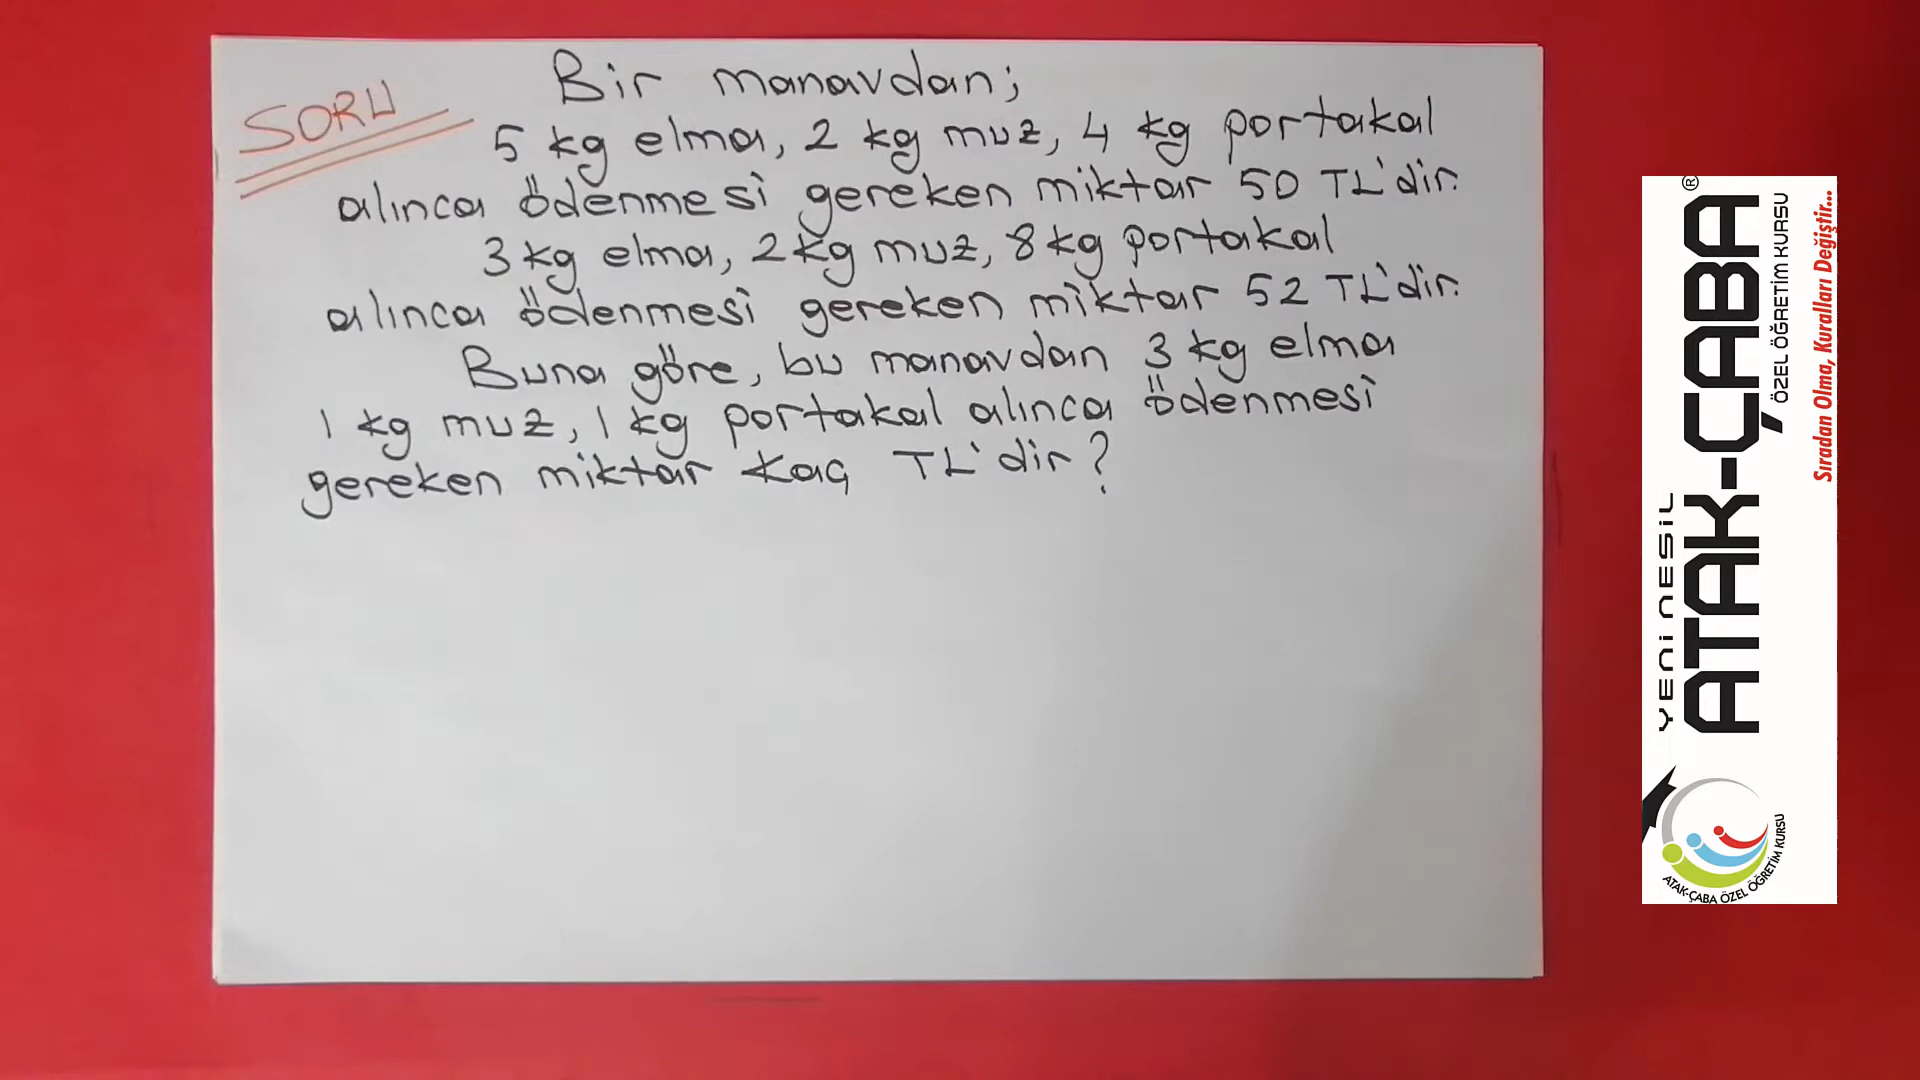 SORU
Bir manavdan;
5 kg elma, 2 kg muz, 4 kg portakal
alınca ödenmesi gereken miktar 50 TL'dir.
3 kg elma, 2 kg muz, 8 kg portakal
alınca ödenmesi gereken miktar 52 TL'dir.
Buna göre, bu manavdan 3 kg elma
1 kg muz, 1 kg portakal alınca ödenmesi
gereken miktar kaç TL'dir?
YENİ NESİL
ATAK-ÇABA®
ÖZEL ÖĞRETİM KURSU
Sıradan Olma, Kuralları Değiştir...
ATAK-ÇABA ÖZEL ÖĞRETİM KURSU